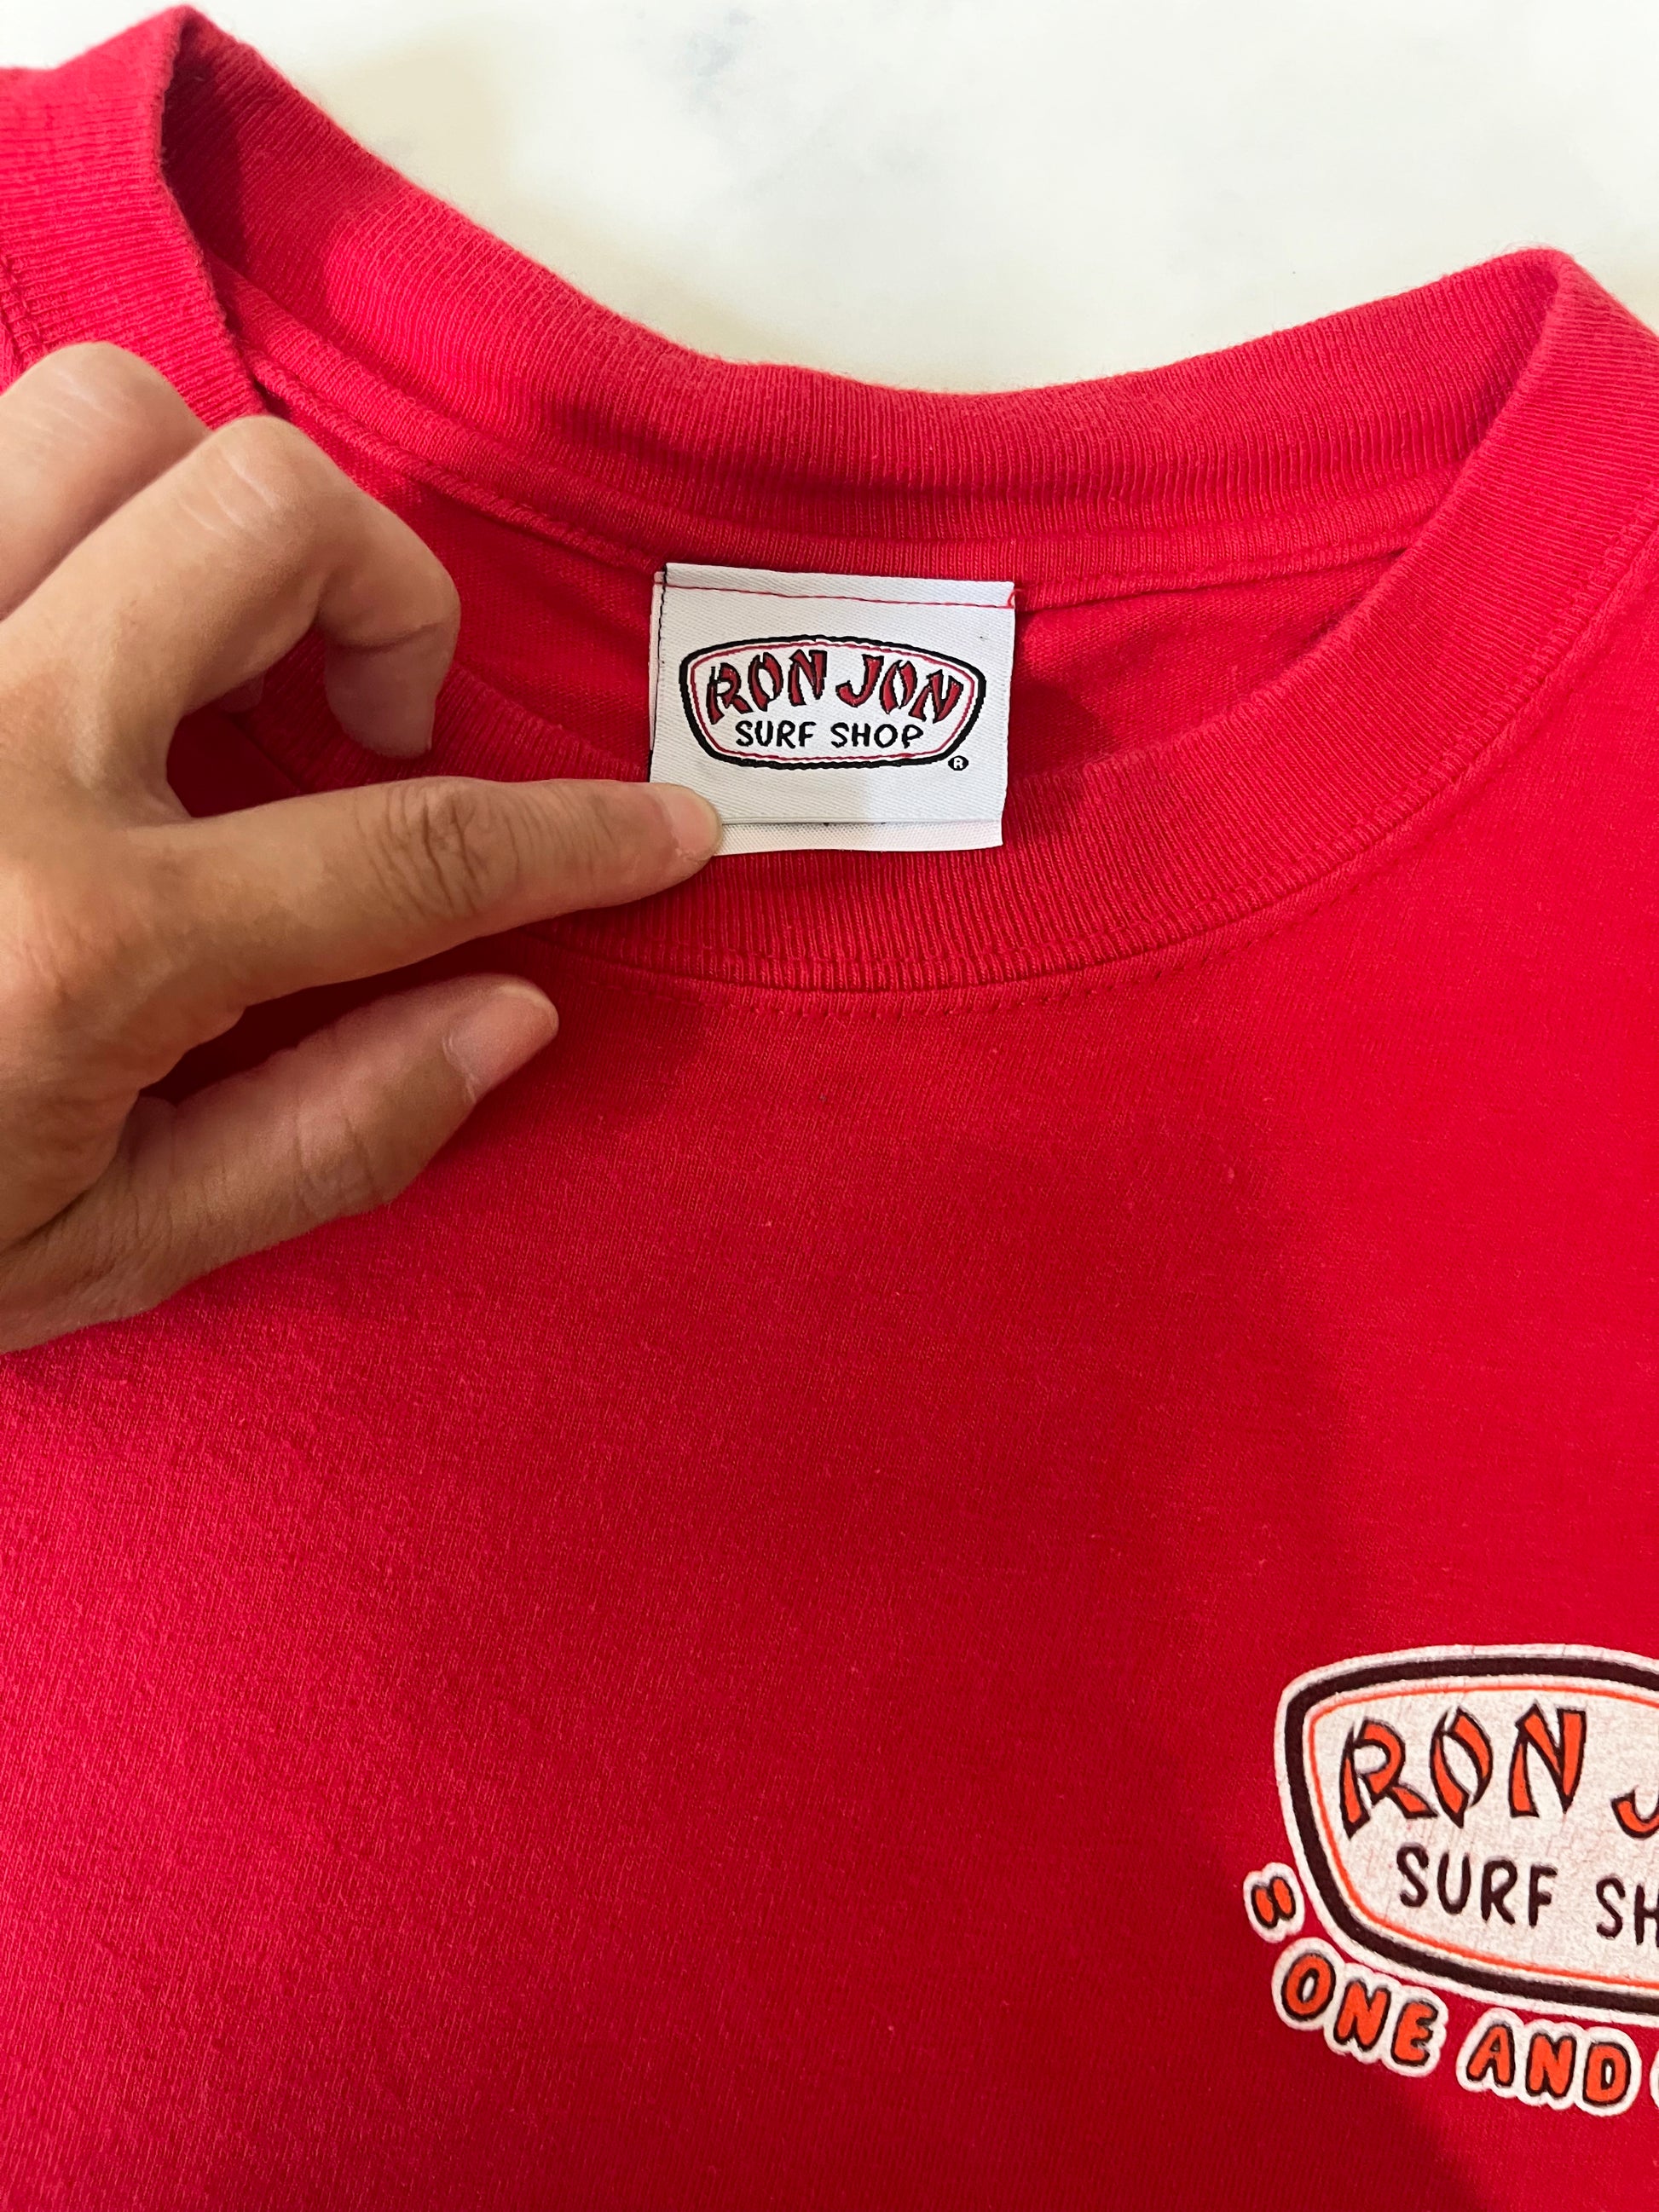 RON JON
SURF SHOP
®
RON J
SURF SH
"ONE AND